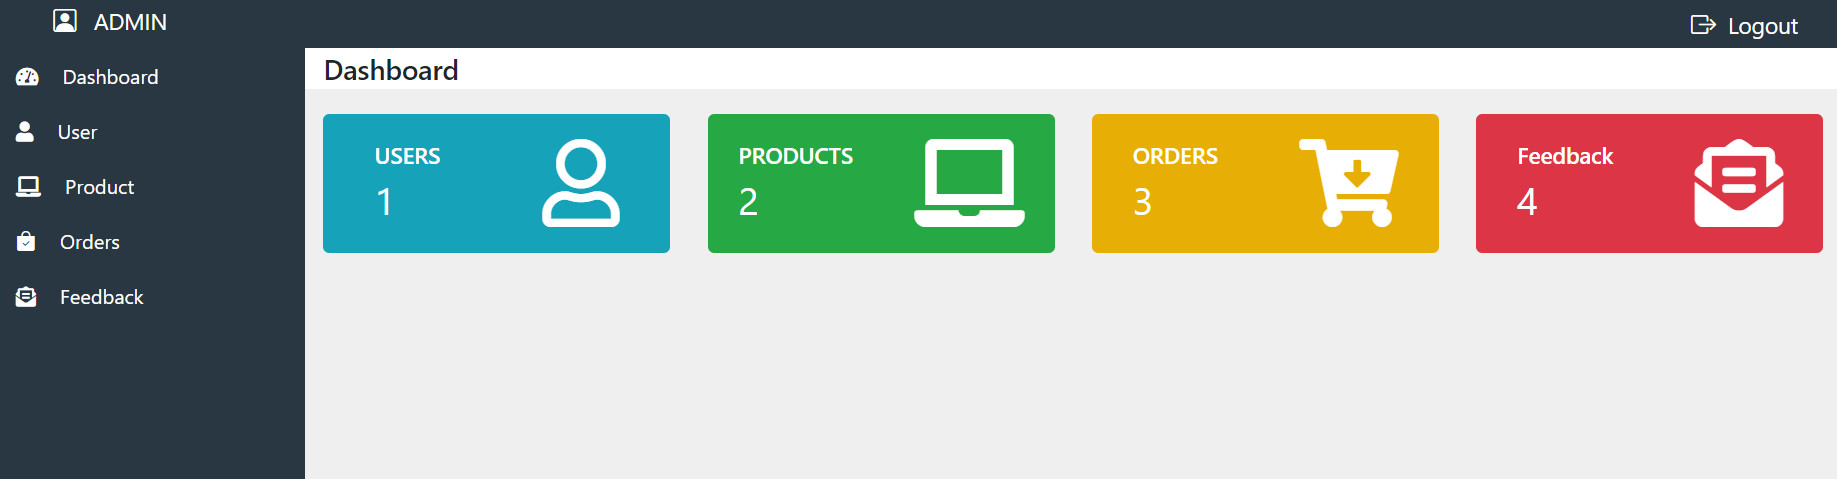 ADMIN
Logout
Dashboard
User
Product
Orders
Feedback
Dashboard
USERS
1
PRODUCTS
2
ORDERS
3
Feedback
4